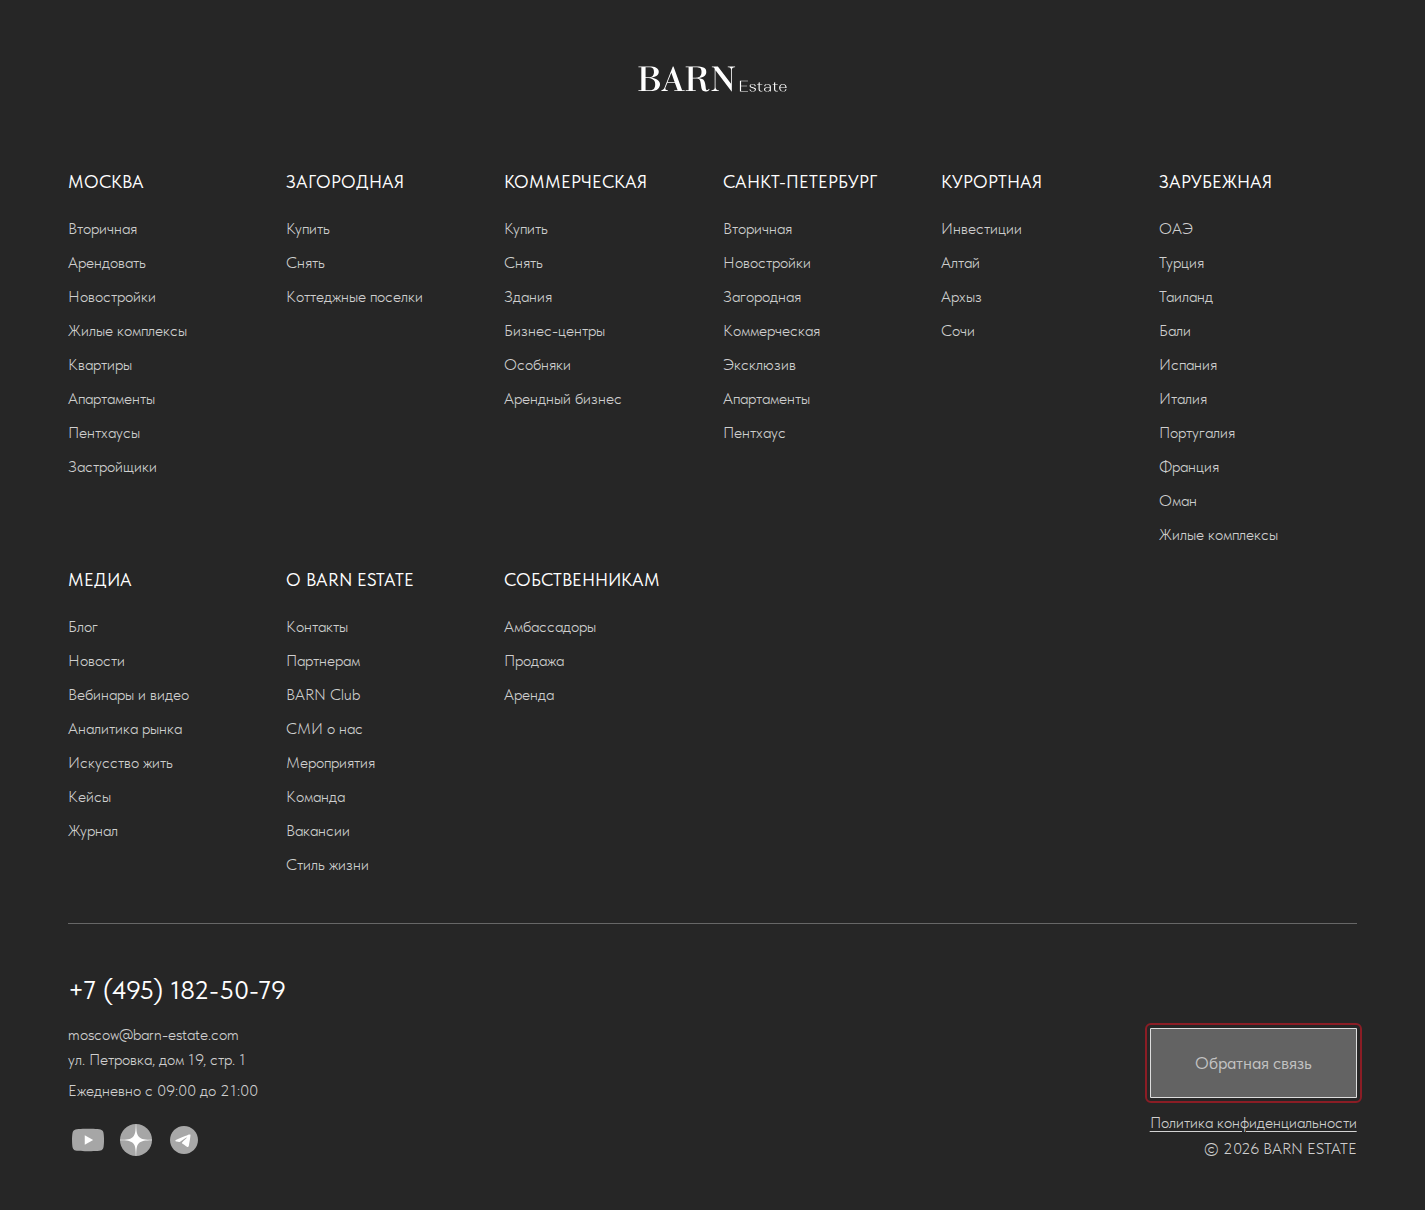 BARN Estate
МОСКВА
Вторичная
Арендовать
Новостройки
Жилые комплексы
Квартиры
Апартаменты
Пентхаусы
Застройщики
ЗАГОРОДНАЯ
Купить
Снять
Коттеджные поселки
КОММЕРЧЕСКАЯ
Купить
Снять
Здания
Бизнес-центры
Особняки
Арендный бизнес
САНКТ-ПЕТЕРБУРГ
Вторичная
Новостройки
Загородная
Коммерческая
Эксклюзив
Апартаменты
Пентхаус
КУРОРТНАЯ
Инвестиции
Алтай
Архыз
Сочи
ЗАРУБЕЖНАЯ
ОАЭ
Турция
Таиланд
Бали
Испания
Италия
Португалия
Франция
Оман
Жилые комплексы
МЕДИА
Блог
Новости
Вебинары и видео
Аналитика рынка
Искусство жить
Кейсы
Журнал
О BARN ESTATE
Контакты
Партнерам
BARN Club
СМИ о нас
Мероприятия
Команда
Вакансии
Стиль жизни
СОБСТВЕННИКАМ
Амбассадоры
Продажа
Аренда
+7 (495) 182-50-79
moscow@barn-estate.com
ул. Петровка, дом 19, стр. 1
Ежедневно с 09:00 до 21:00
Обратная связь
Политика конфиденциальности
© 2026 BARN ESTATE